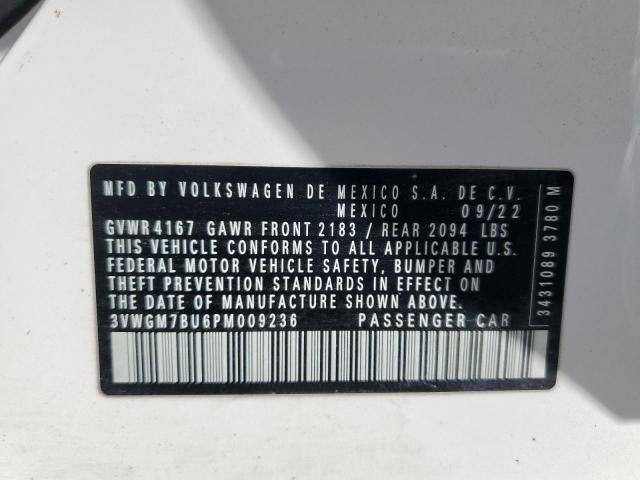 MFD BY VOLKSWAGEN DE MEXICO S.A. DE C.V.
MEXICO 09/22
GVWR 4167 GAWR FRONT 2183 / REAR 2094 LBS
THIS VEHICLE CONFORMS TO ALL APPLICABLE U.S.
FEDERAL MOTOR VEHICLE SAFETY, BUMPER AND
THEFT PREVENTION STANDARDS IN EFFECT ON
THE DATE OF MANUFACTURE SHOWN ABOVE.
3VWGM7BU6PM009236 PASSENGER CAR
3431089 3780 M